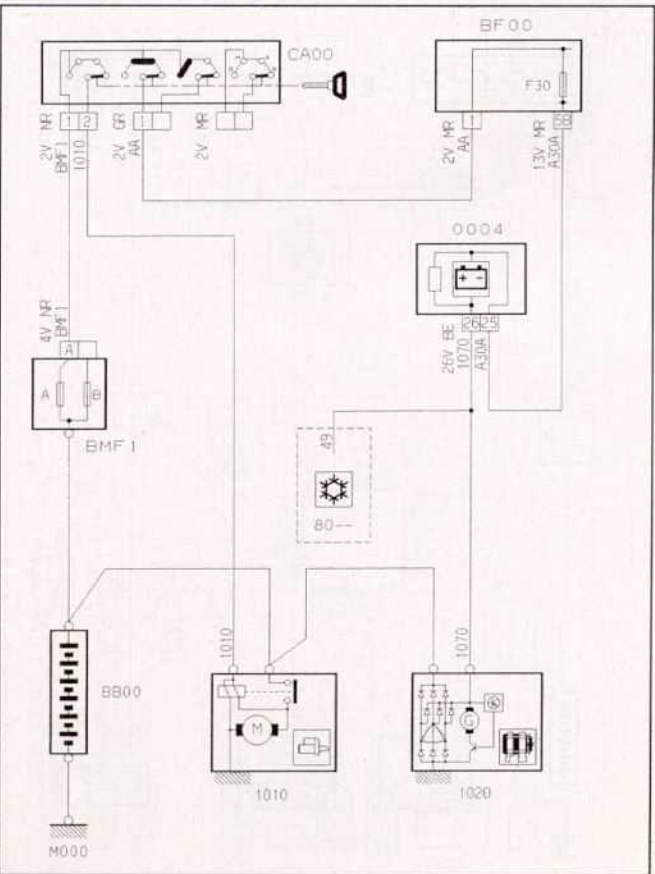 CA00
BF00
F30
1 2
1
1
5B
2V NR
BMF1
1010
2V GR
AA
2V MR
2V MR
AA
13V MR
A30A
0004
+ -
26 25
26V BE
1070
A30A
4V NR
BMF1
A
A B
BMF1
49
80--
1010
1070
BB00
M
G
1010
1020
M000